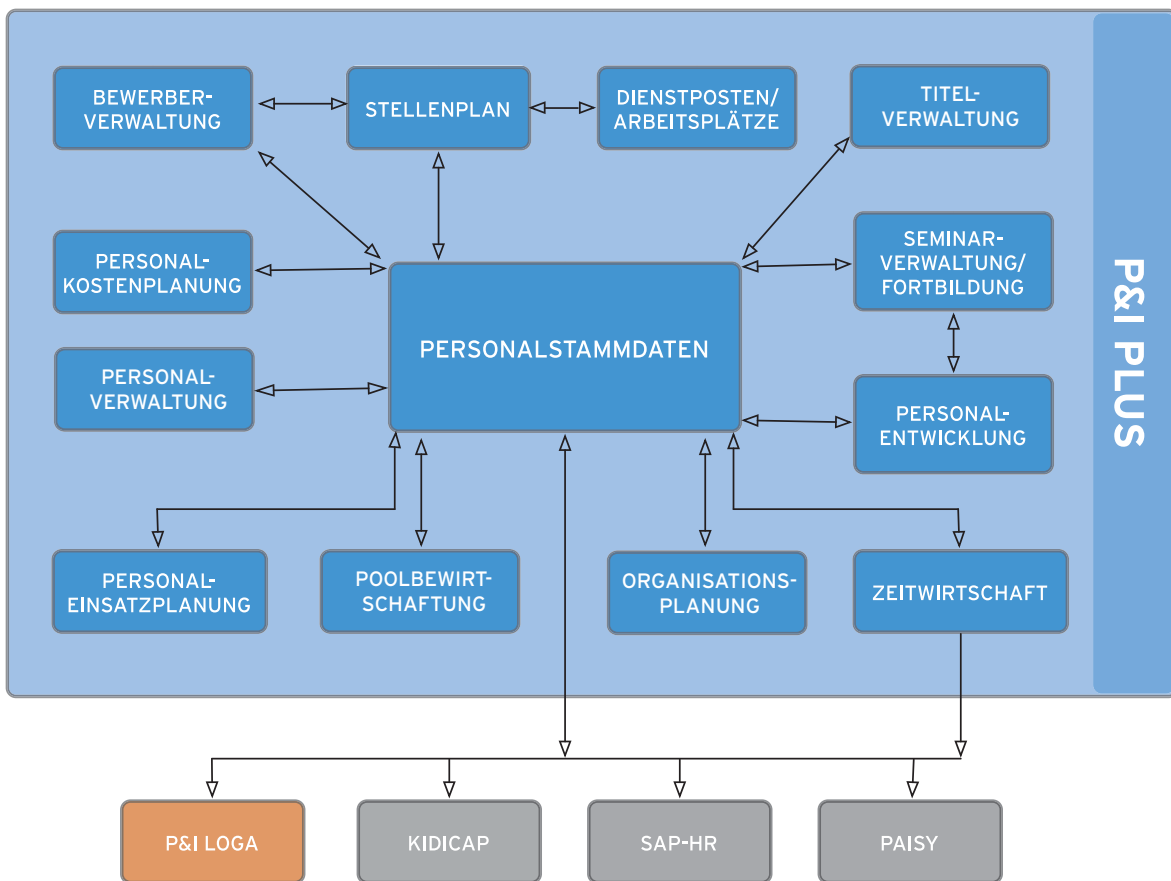 BEWERBER-
VERWALTUNG
STELLENPLAN
DIENSTPOSTEN/
ARBEITSPLÄTZE
TITEL-
VERWALTUNG
PERSONAL-
KOSTENPLANUNG
SEMINAR-
VERWALTUNG/
FORTBILDUNG
PERSONALSTAMMDATEN
PERSONAL-
VERWALTUNG
PERSONAL-
ENTWICKLUNG
P&I PLUS
PERSONAL-
EINSATZPLANUNG
POOLBEWIRT-
SCHAFTUNG
ORGANISATIONS-
PLANUNG
ZEITWIRTSCHAFT
P&I LOGA
KIDICAP
SAP-HR
PAISY